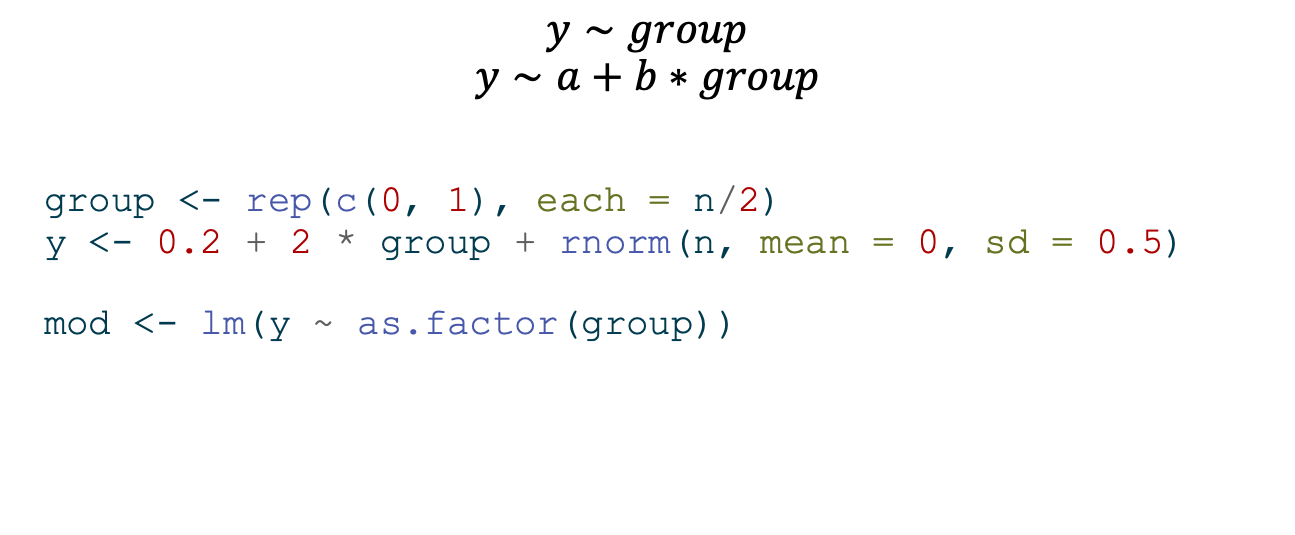 y ~ group
y ~ a + b * group
group <- rep(c(0, 1), each = n/2)
y <- 0.2 + 2 * group + rnorm(n, mean = 0, sd = 0.5)
mod <- lm(y ~ as.factor(group))